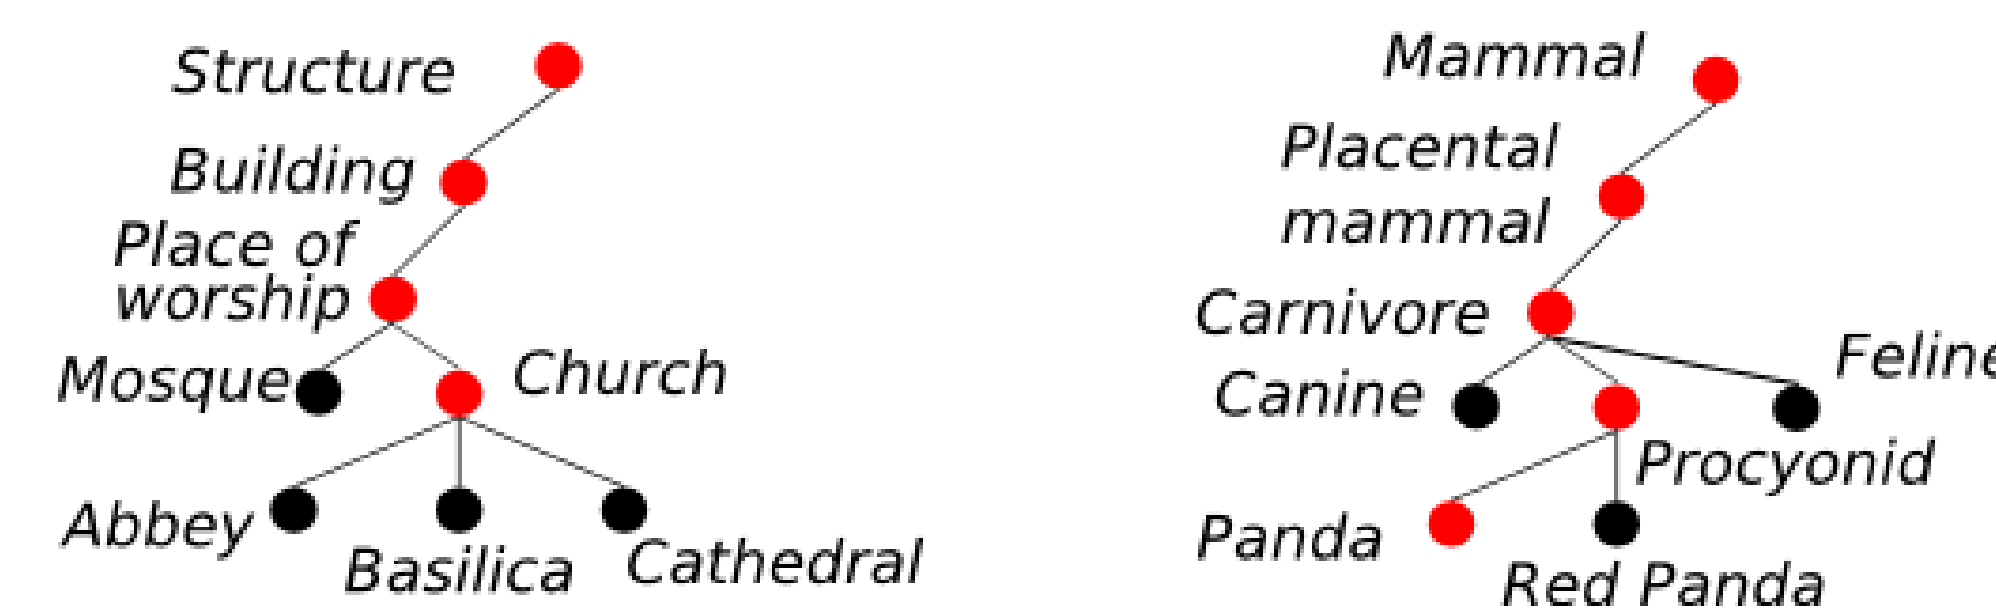 Structure
Building
Place of
worship
Mosque
Church
Abbey
Basilica
Cathedral
Mammal
Placental
mammal
Carnivore
Feline
Canine
Procyonid
Panda
Red Panda